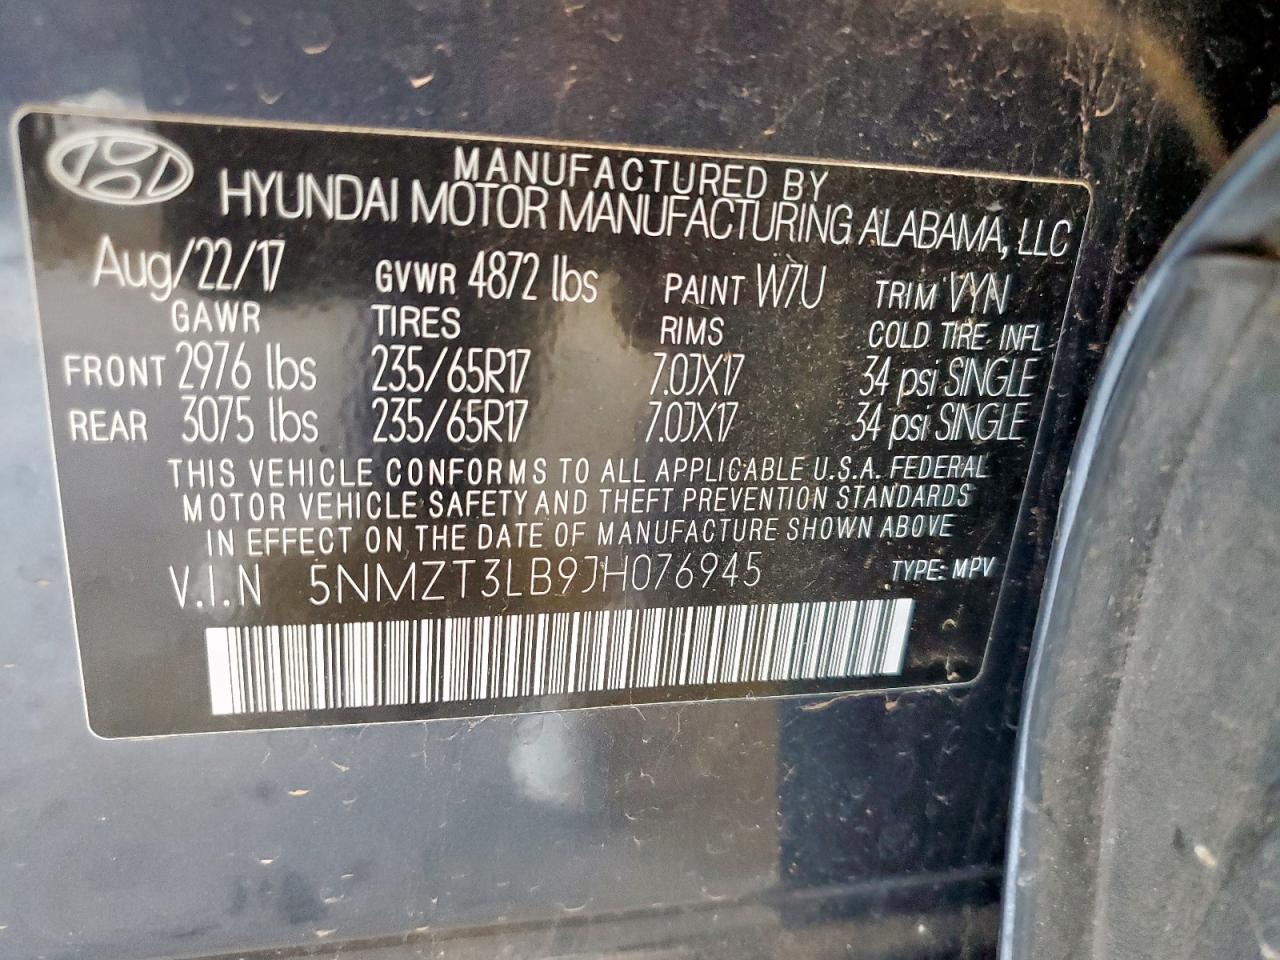 MANUFACTURED BY
HYUNDAI MOTOR MANUFACTURING ALABAMA, LLC
Aug/22/17 GVWR 4872 lbs PAINT W7U TRIM VYN
GAWR TIRES RIMS COLD TIRE INFL
FRONT 2976 lbs 235/65R17 7.0JX17 34 psi SINGLE
REAR 3075 lbs 235/65R17 7.0JX17 34 psi SINGLE
THIS VEHICLE CONFORMS TO ALL APPLICABLE U.S.A. FEDERAL
MOTOR VEHICLE SAFETY AND THEFT PREVENTION STANDARDS
IN EFFECT ON THE DATE OF MANUFACTURE SHOWN ABOVE
V.I.N 5NMZT3LB9JH076945 TYPE: MPV